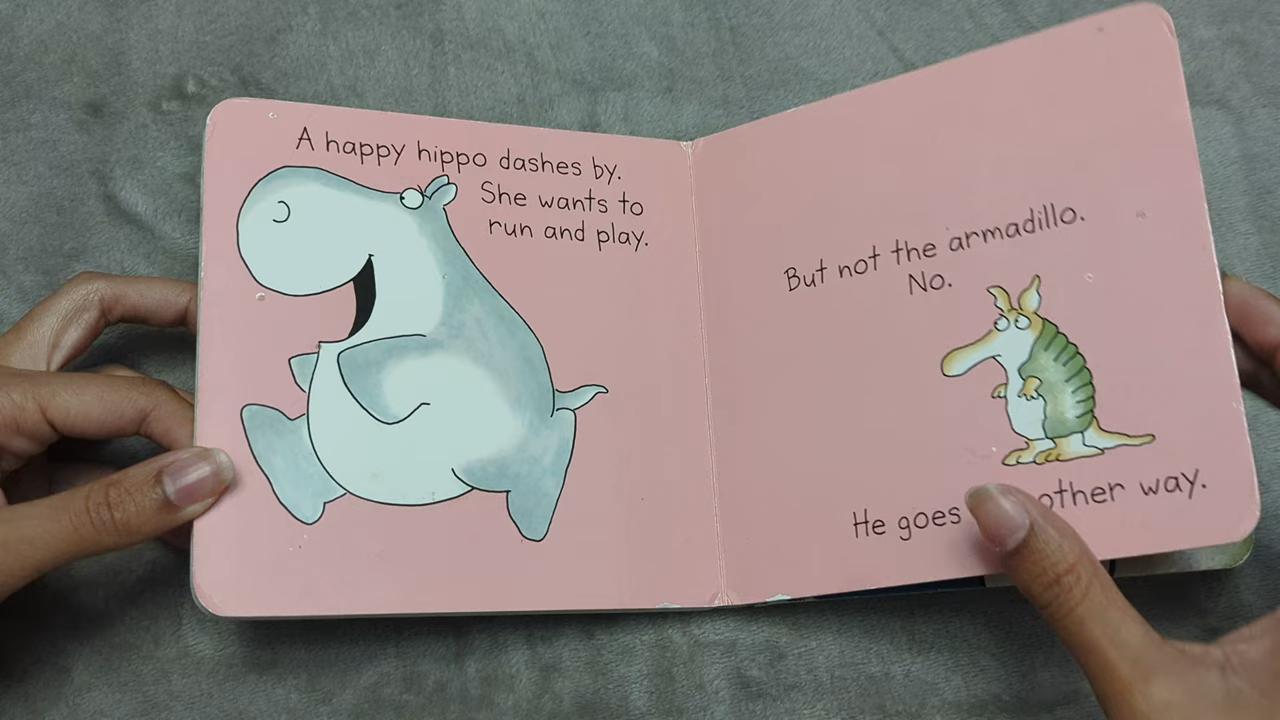 A happy hippo dashes by.
She wants to
run and play.
But not the armadillo.
No.
He goes other way.